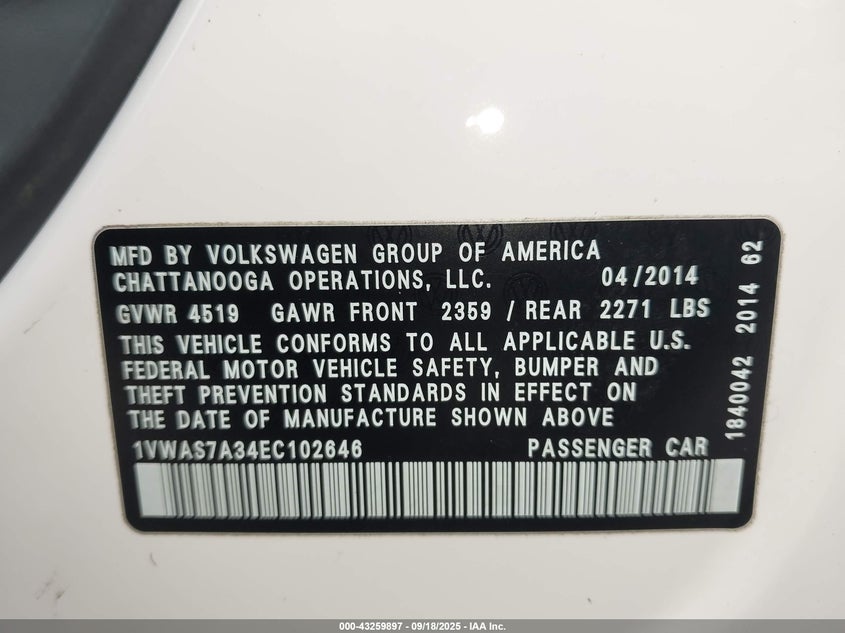 MFD BY VOLKSWAGEN GROUP OF AMERICA
CHATTANOOGA OPERATIONS, LLC. 04/2014
GVWR 4519 GAWR FRONT 2359 / REAR 2271 LBS
THIS VEHICLE CONFORMS TO ALL APPLICABLE U.S.
FEDERAL MOTOR VEHICLE SAFETY, BUMPER AND
THEFT PREVENTION STANDARDS IN EFFECT ON
THE DATE OF MANUFACTURE SHOWN ABOVE
1VWAS7A34EC102646 PASSENGER CAR
1840042 2014 62
000-43259897 - 09/18/2025 - IAA Inc.